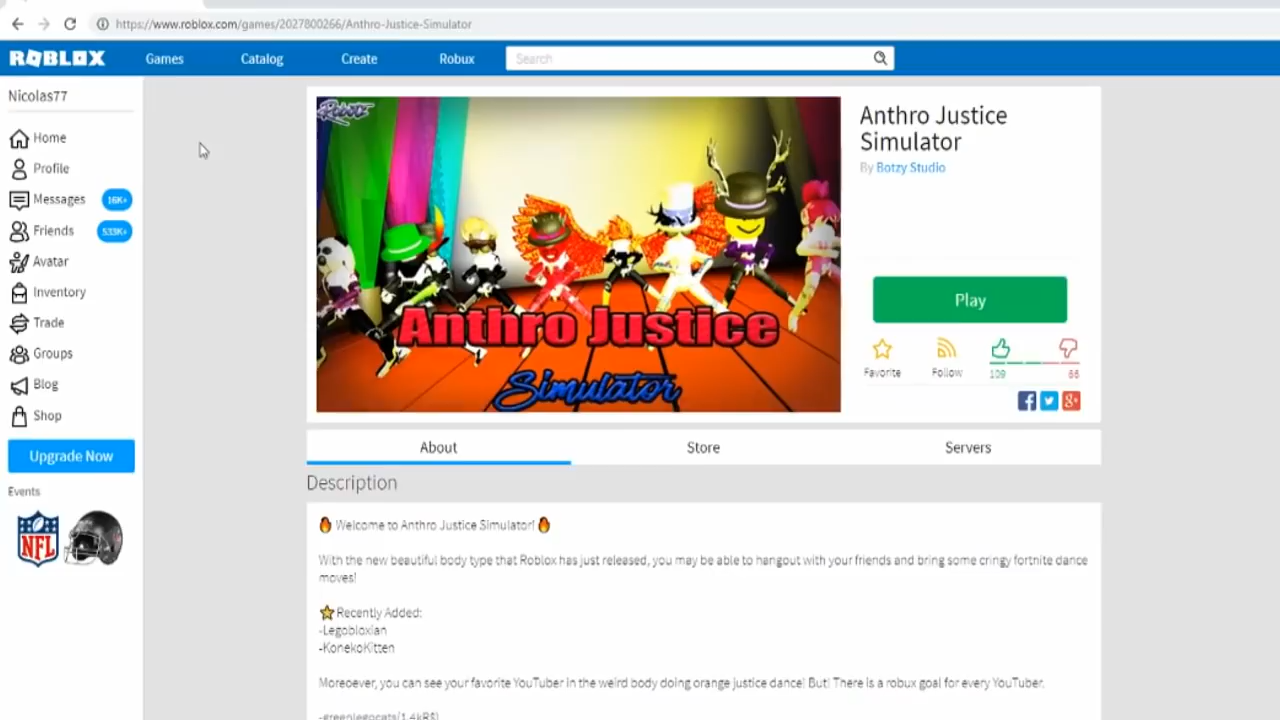 https://www.roblox.com/games/2027800266/Anthro-Justice-Simulator
ROBLOX Games Catalog Create Robux Search
Nicolas77
Home
Profile
Messages 16K+
Friends 533K+
Avatar
Inventory
Trade
Groups
Blog
Shop
Upgrade Now
Events
NFL
Anthro Justice
Simulator
Anthro Justice
Simulator
By Botzy Studio
Play
Favorite Follow 109 66
About Store Servers
Description
Welcome to Anthro Justice Simulator!
With the new beautiful body type that Roblox has just released, you may be able to hangout with your friends and bring some cringy fortnite dance
moves!
Recently Added:
-Legobloxian
-KonekoKitten
Moreoever, you can see your favorite YouTuber in the weird body doing orange justice dance! But! There is a robux goal for every YouTuber.
-greenlegocats(1.4kR$)